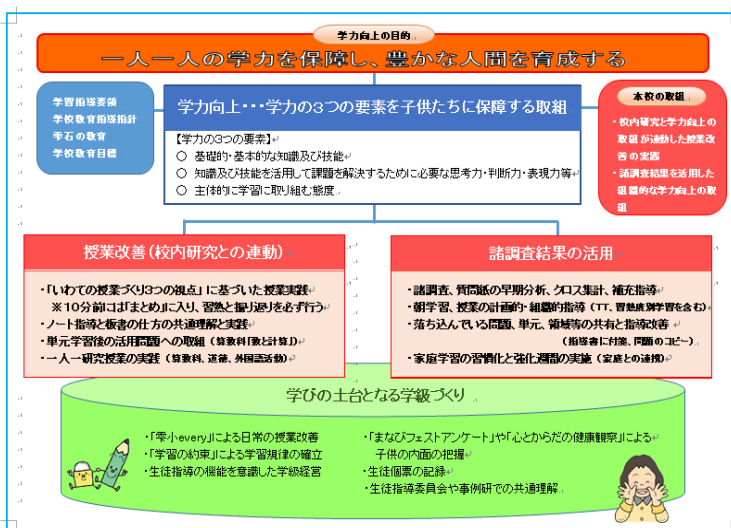 学力向上の目的
一人一人の学力を保障し、豊かな人間を育成する
学習指導要領
学校教育指導指針
雫石の教育
学校教育目標
学力向上・・・学力の3つの要素を子供たちに保障する取組
【学力の3つの要素】
○ 基礎的・基本的な知識及び技能
○ 知識及び技能を活用して課題を解決するために必要な思考力・判断力・表現力等
○ 主体的に学習に取り組む態度
本校の取組
・校内研究と学力向上の
取組が連動した授業改
善の実践
・諸調査結果を活用した
組織的な学力向上の取
組
授業改善(校内研究との連動)
・「いわての授業づくり3つの視点」に基づいた授業実践
※10分前には「まとめ」に入り、習熟と振り返りを必ず行う
・ノート指導と板書の仕方の共通理解と実践
・単元学習後の活用問題への取組(算数科「数と計算」)
・一人一研究授業の実践(算数科、道徳、外国語活動)
諸調査結果の活用
・諸調査、質問紙の早期分析、クロス集計、補充指導
・朝学習、授業の計画的・組織的指導(TT、習熟度別学習を含む)
・落ち込んでいる問題、単元、領域等の共有と指導改善
(指導書に付箋、問題のコピー)
・家庭学習の習慣化と強化週間の実施(家庭との連携)
学びの土台となる学級づくり
・「雫小every」による日常の授業改善
・「学習の約束」による学習規律の確立
・生徒指導の機能を意識した学級経営
・「まなびフェストアンケート」や「心とからだの健康観察」による
子供の内面の把握
・生徒個票の記録
・生徒指導委員会や事例研での共通理解